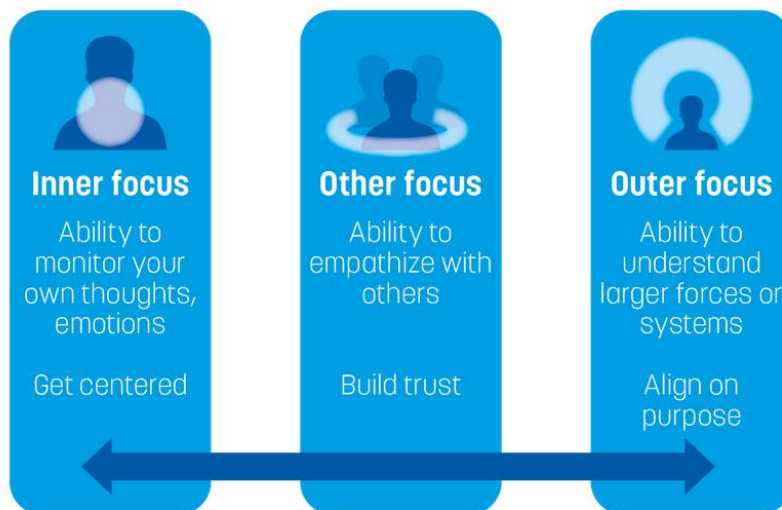 Inner focus
Ability to
monitor your
own thoughts,
emotions
Get centered
Other focus
Ability to
empathize with
others
Build trust
Outer focus
Ability to
understand
larger forces or
systems
Align on
purpose